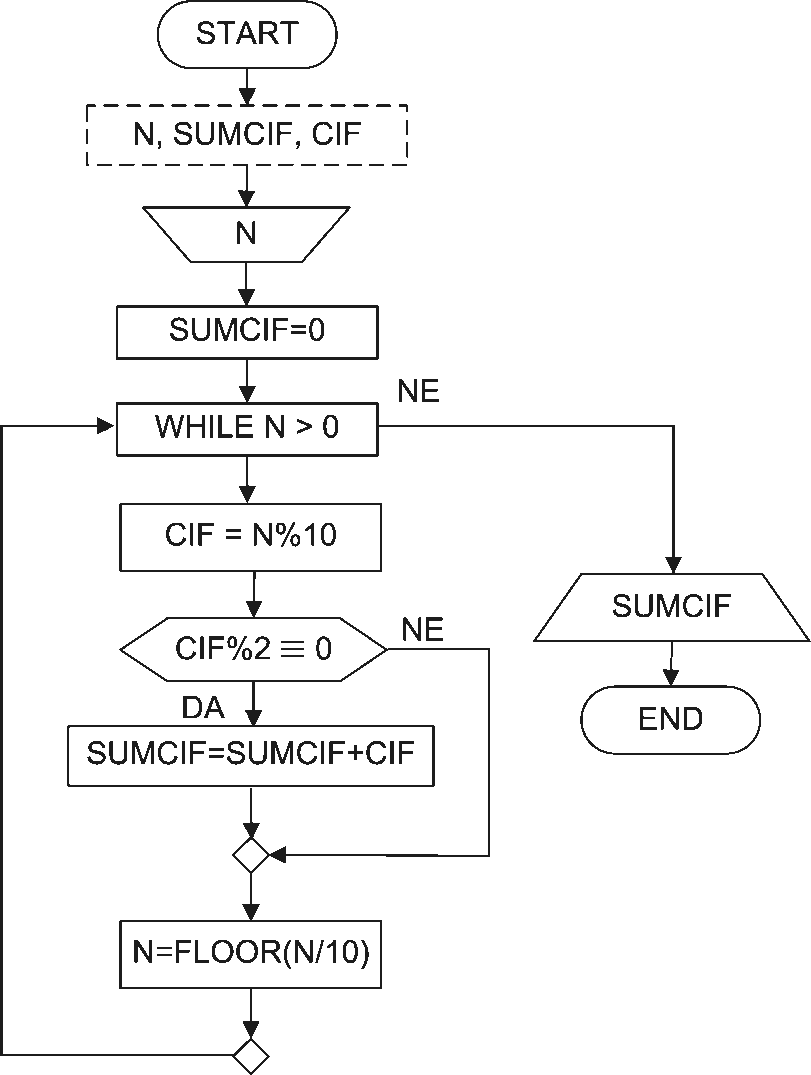 START
N, SUMCIF, CIF
N
SUMCIF=0
NE
WHILE N > 0
CIF = N%10
SUMCIF
NE
CIF%2 ≡ 0
DA
END
SUMCIF=SUMCIF+CIF
N=FLOOR(N/10)